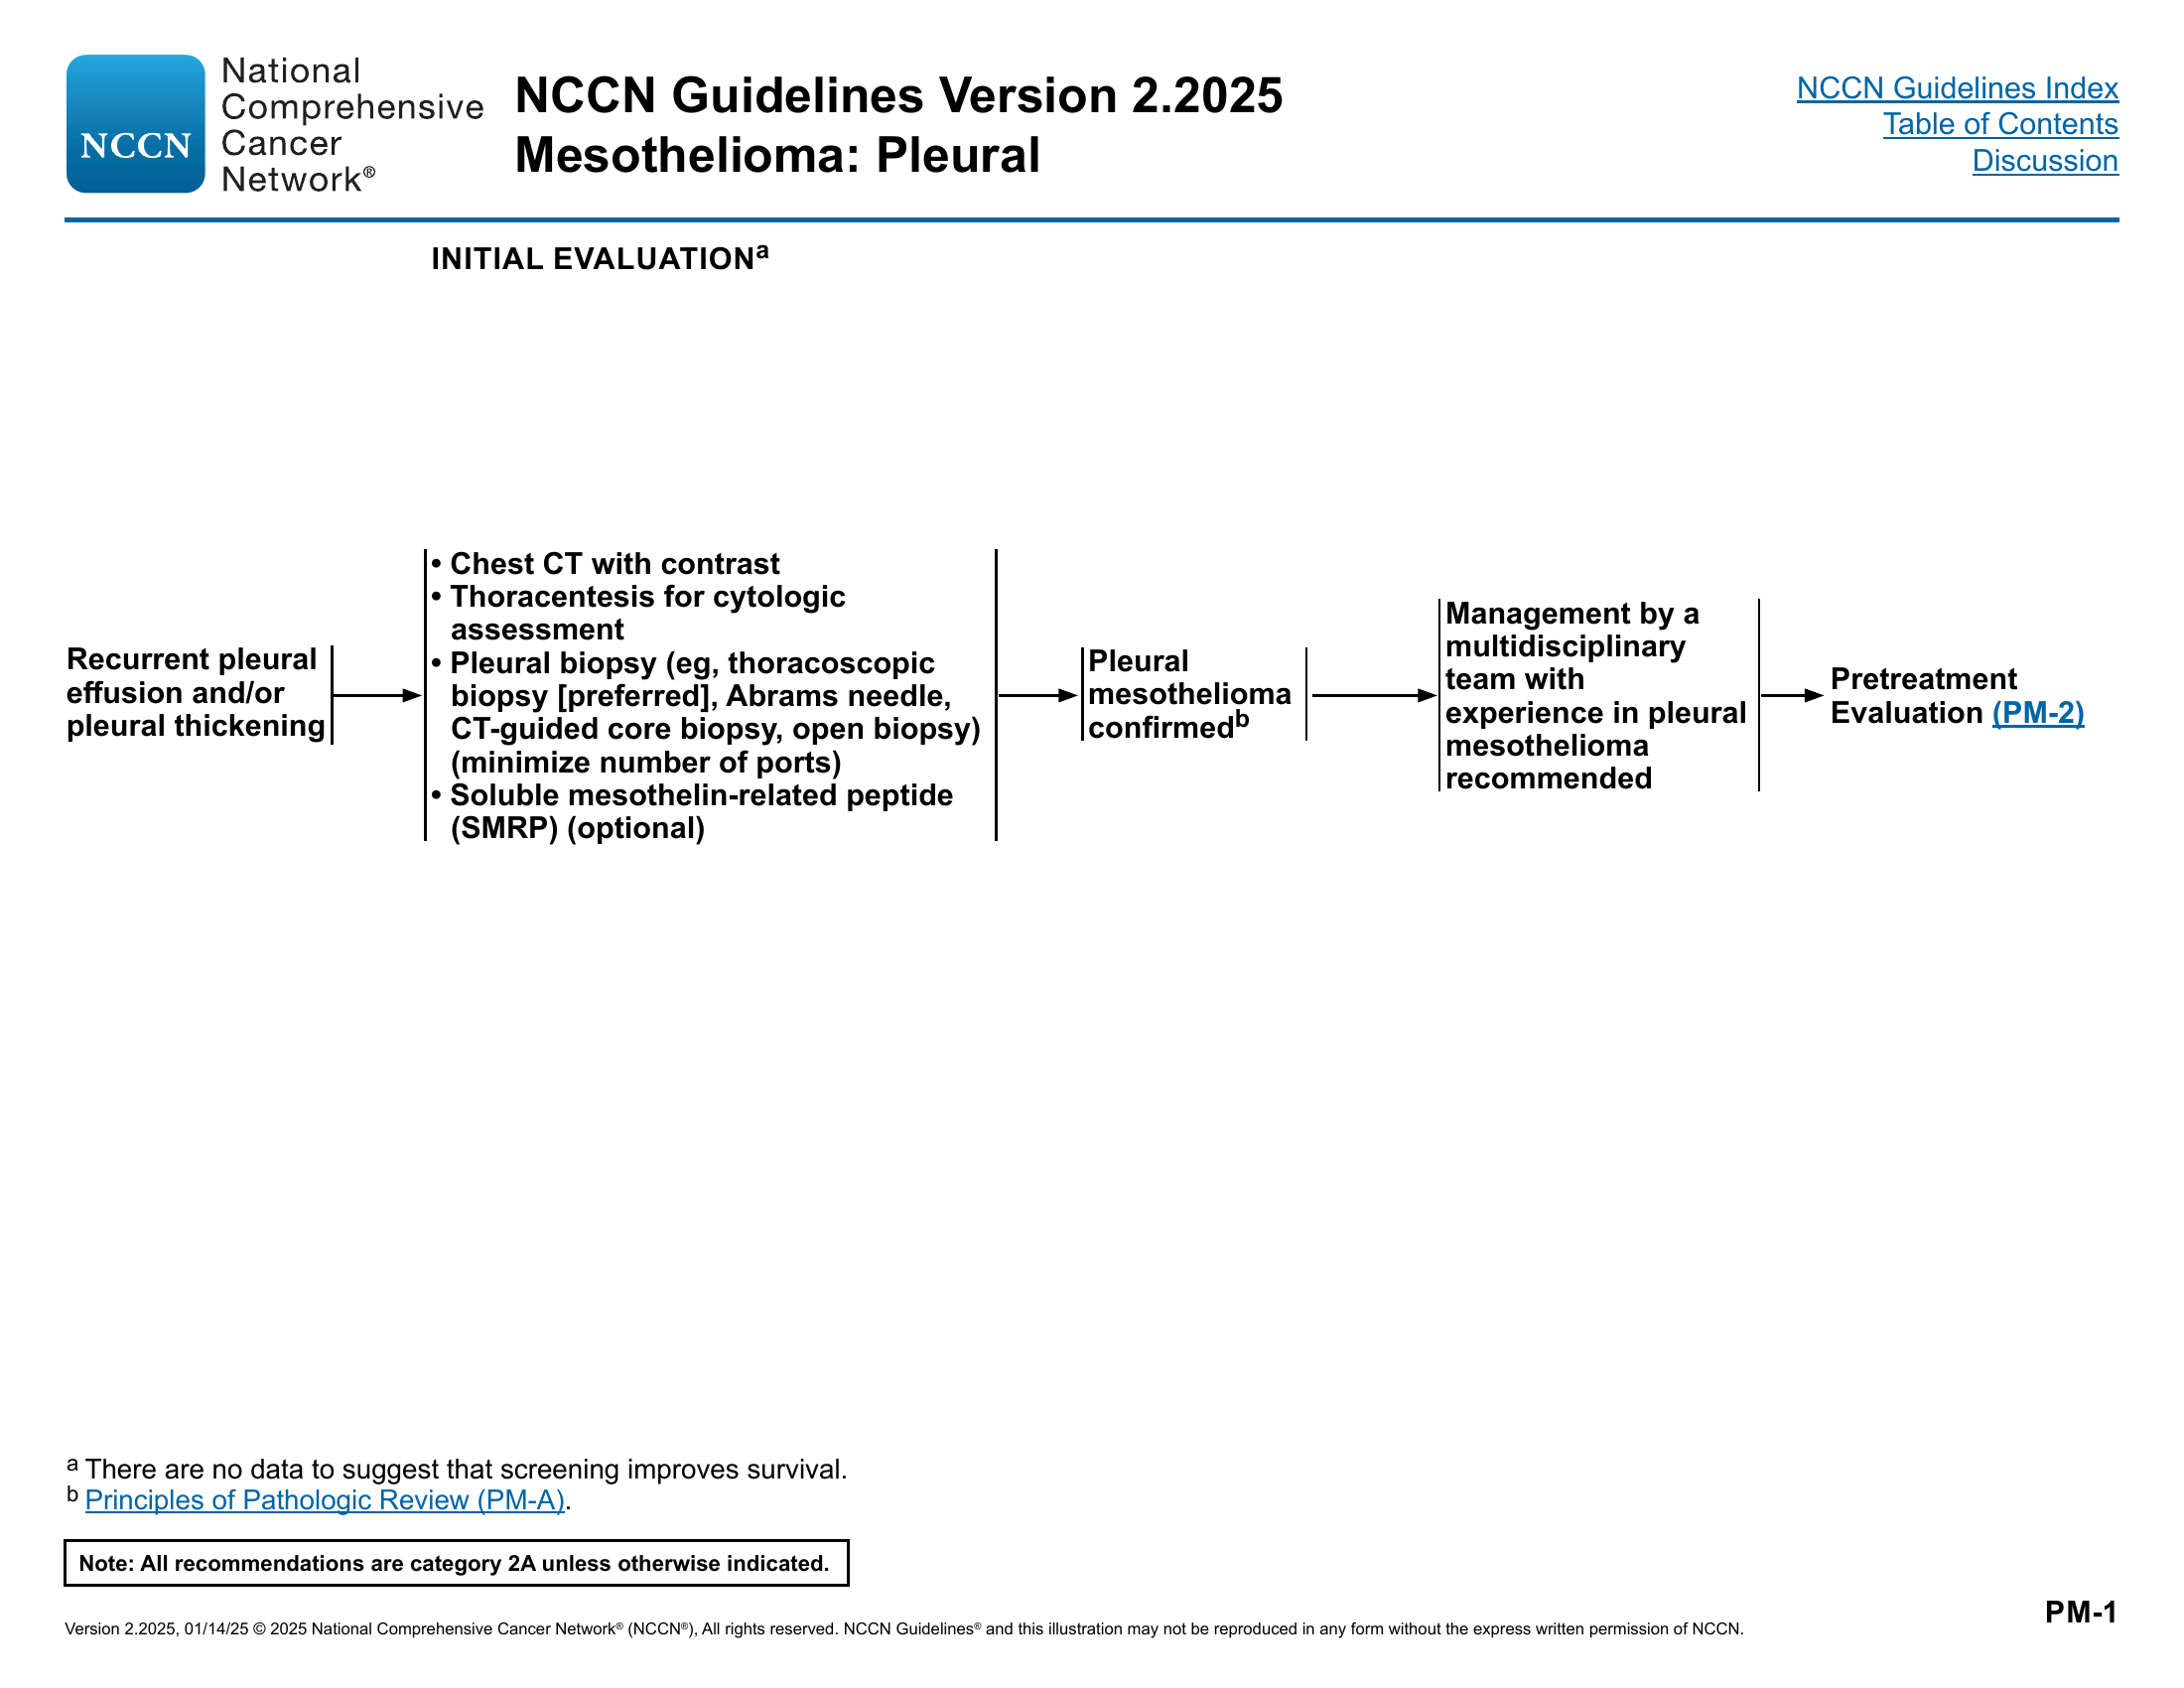 NCCN
National
Comprehensive
Cancer
Network®
NCCN Guidelines Version 2.2025
Mesothelioma: Pleural
NCCN Guidelines Index
Table of Contents
Discussion
INITIAL EVALUATIONa
Recurrent pleural
effusion and/or
pleural thickening
• Chest CT with contrast
• Thoracentesis for cytologic
assessment
• Pleural biopsy (eg, thoracoscopic
biopsy [preferred], Abrams needle,
CT-guided core biopsy, open biopsy)
(minimize number of ports)
• Soluble mesothelin-related peptide
(SMRP) (optional)
Pleural
mesothelioma
confirmedb
Management by a
multidisciplinary
team with
experience in pleural
mesothelioma
recommended
Pretreatment
Evaluation (PM-2)
a There are no data to suggest that screening improves survival.
b Principles of Pathologic Review (PM-A).
Note: All recommendations are category 2A unless otherwise indicated.
PM-1
Version 2.2025, 01/14/25 © 2025 National Comprehensive Cancer Network® (NCCN®), All rights reserved. NCCN Guidelines® and this illustration may not be reproduced in any form without the express written permission of NCCN.